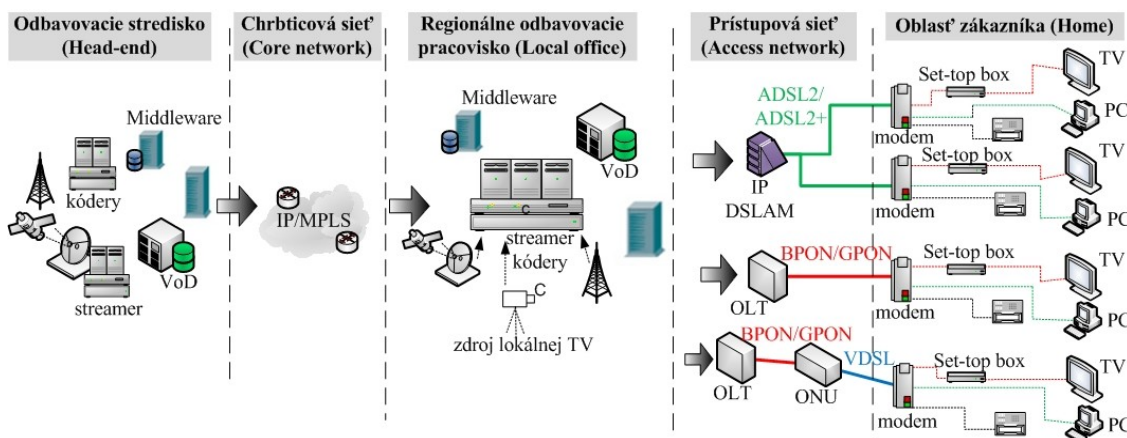 Odbavovacie stredisko
(Head-end)
Chrbticová sieť
(Core network)
Regionálne odbavovacie
pracovisko (Local office)
Prístupová sieť
(Access network)
Oblasť zákazníka (Home)
Middleware
kódery
VoD
streamer
IP/MPLS
Middleware
VoD
C
streamer
kódery
C
zdroj lokálnej TV
ADSL2/
ADSL2+
IP
DSLAM
modem
Set-top box
TV
PC
modem
Set-top box
TV
PC
BPON/GPON
OLT
modem
Set-top box
TV
PC
BPON/GPON
OLT
ONU
VDSL
modem
Set-top box
TV
PC